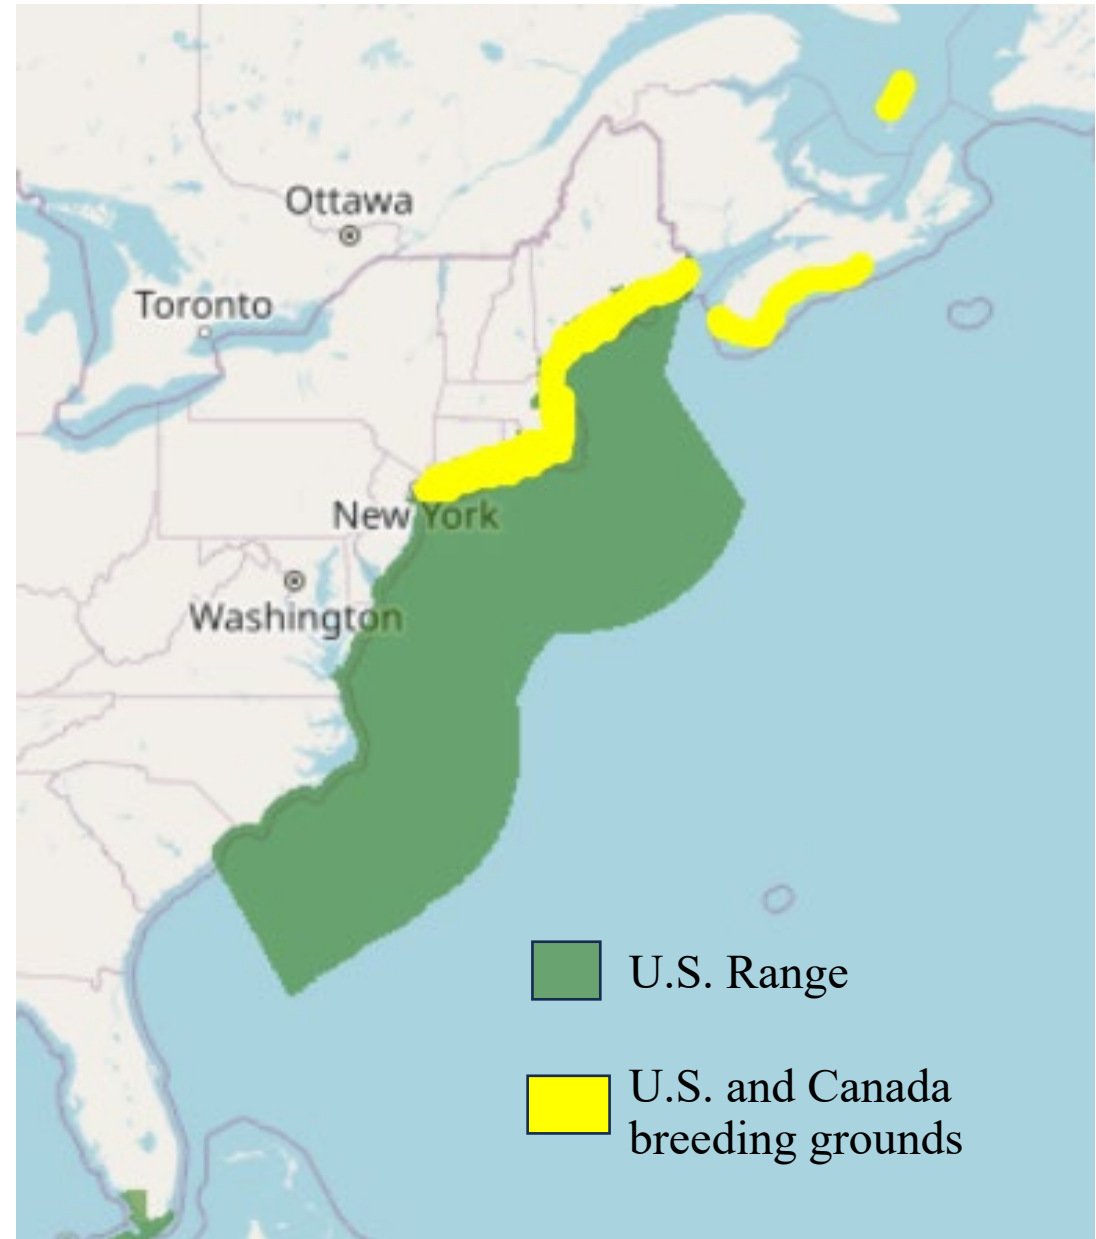 Ottawa
Toronto
New York
Washington
U.S. Range
U.S. and Canada
breeding grounds